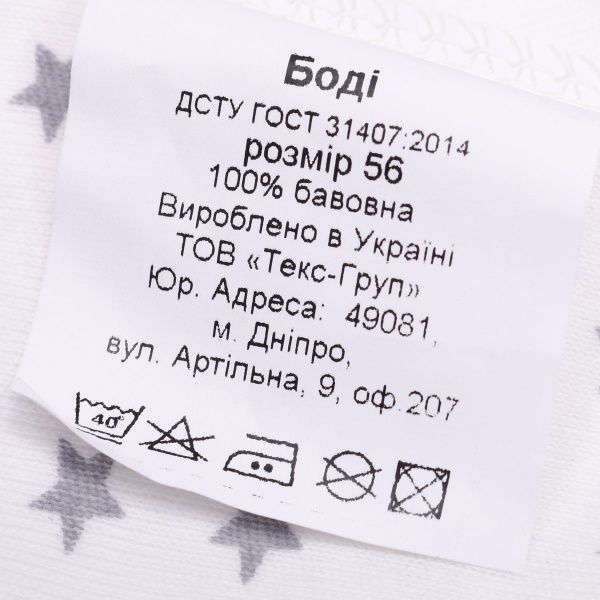 Боді
ДСТУ ГОСТ 31407:2014
розмір 56
100% бавовна
Вироблено в Україні
ТОВ «Текс-Груп»
Юр. Адреса: 49081,
м. Дніпро,
вул. Артільна, 9, оф.207
40°